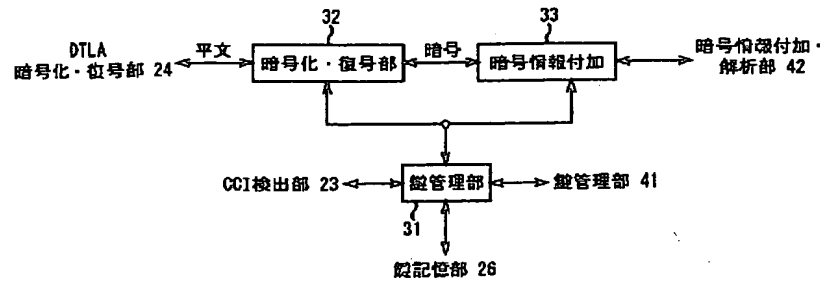 32
33
DTLA
暗号化・復号部 24
平文
暗号化・復号部
暗号
暗号情報付加
暗号情報付加・
解析部 42
CCI検出部 23
鍵管理部
鍵管理部 41
31
鍵記憶部 26